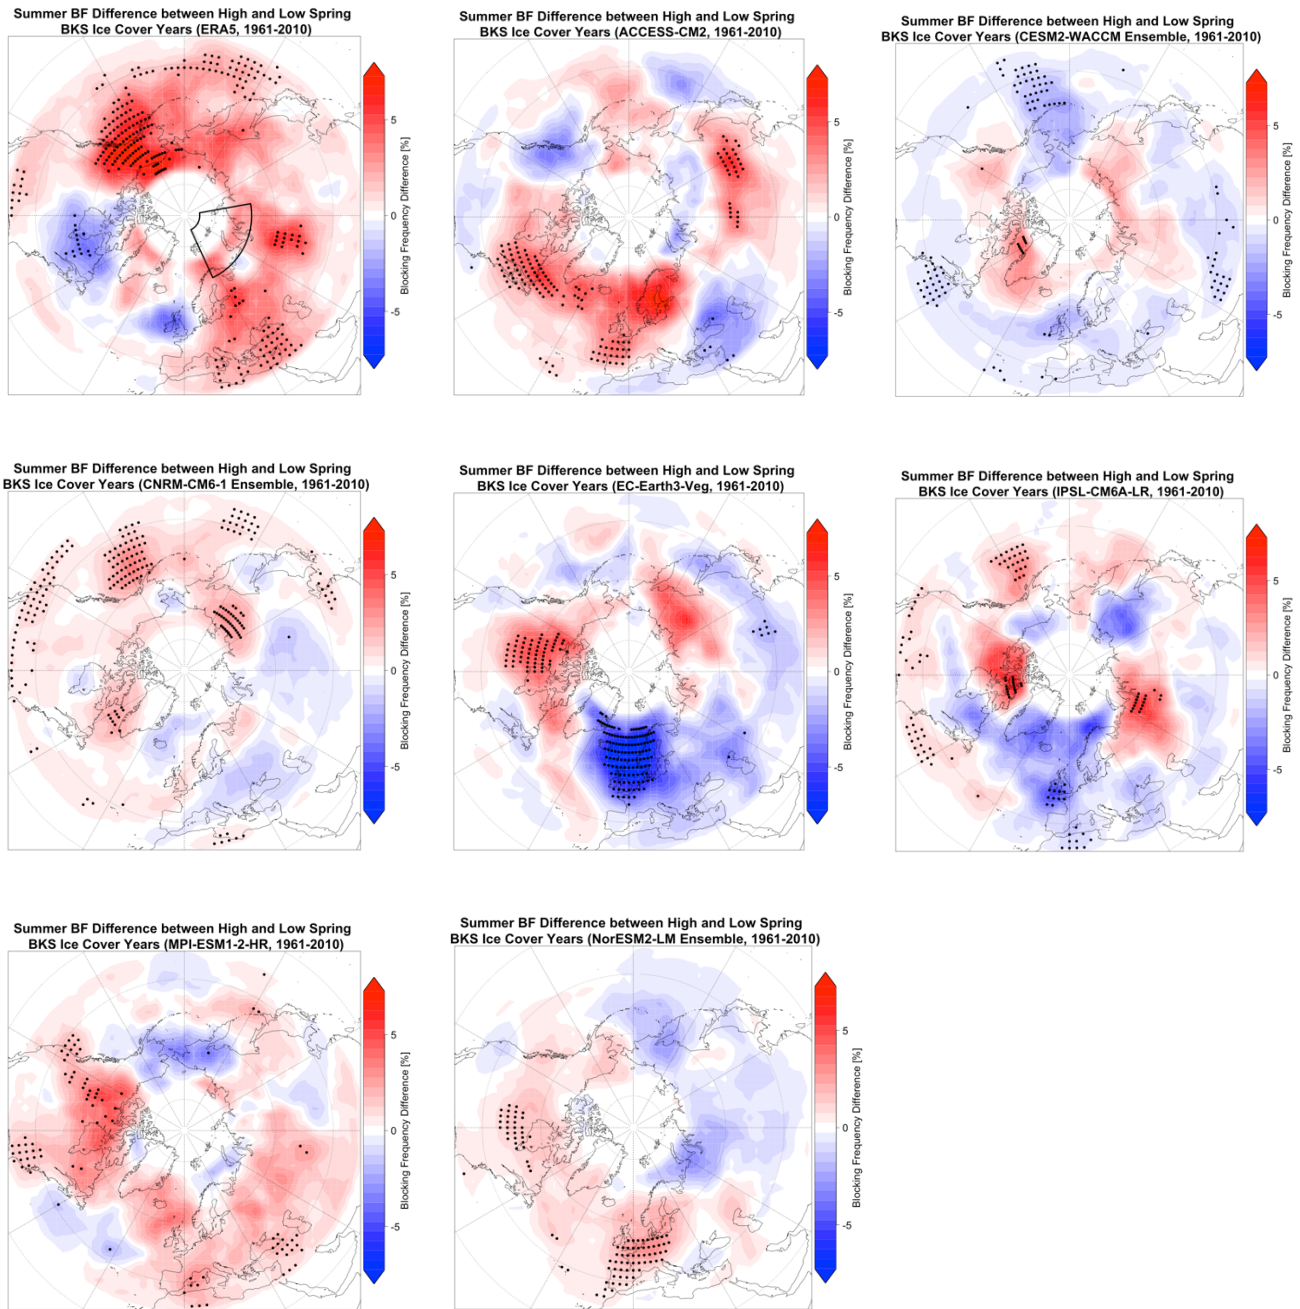 Summer BF Difference between High and Low Spring
BKS Ice Cover Years (ERA5, 1961-2010)
5
0
-5
Blocking Frequency Difference [%]
Summer BF Difference between High and Low Spring
BKS Ice Cover Years (ACCESS-CM2, 1961-2010)
5
0
-5
Blocking Frequency Difference [%]
Summer BF Difference between High and Low Spring
BKS Ice Cover Years (CESM2-WACCM Ensemble, 1961-2010)
5
0
-5
Blocking Frequency Difference [%]
Summer BF Difference between High and Low Spring
BKS Ice Cover Years (CNRM-CM6-1 Ensemble, 1961-2010)
5
0
-5
Blocking Frequency Difference [%]
Summer BF Difference between High and Low Spring
BKS Ice Cover Years (EC-Earth3-Veg, 1961-2010)
5
0
-5
Blocking Frequency Difference [%]
Summer BF Difference between High and Low Spring
BKS Ice Cover Years (IPSL-CM6A-LR, 1961-2010)
5
0
-5
Blocking Frequency Difference [%]
Summer BF Difference between High and Low Spring
BKS Ice Cover Years (MPI-ESM1-2-HR, 1961-2010)
5
0
-5
Blocking Frequency Difference [%]
Summer BF Difference between High and Low Spring
BKS Ice Cover Years (NorESM2-LM Ensemble, 1961-2010)
5
0
-5
Blocking Frequency Difference [%]